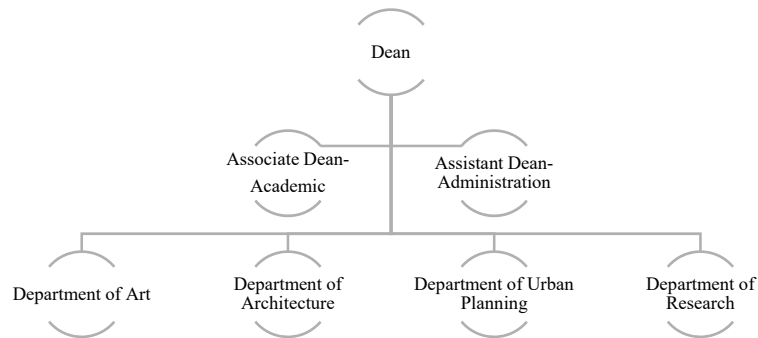 Dean
Associate Dean-
Academic
Assistant Dean-
Administration
Department of Art
Department of
Architecture
Department of Urban
Planning
Department of
Research